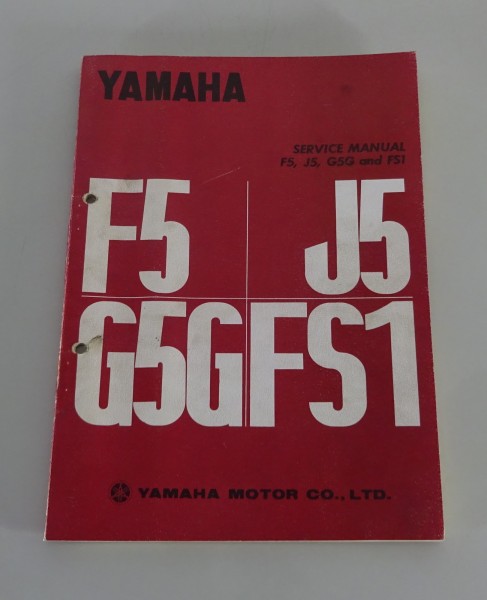 YAMAHA
SERVICE MANUAL
F5, J5, G5G and FS1
F5 J5
G5G FS1
YAMAHA MOTOR CO., LTD.